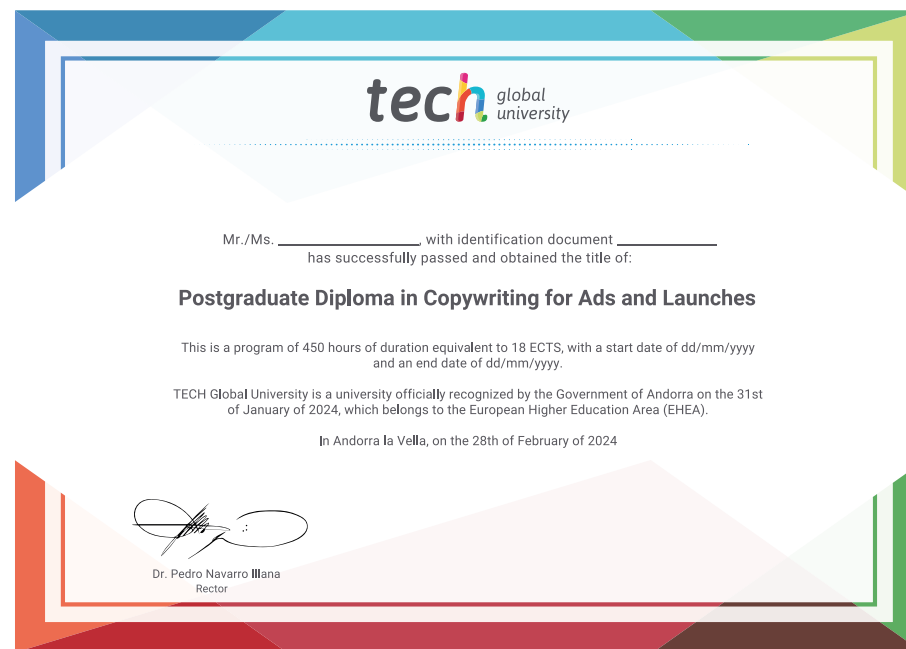 tech global university
Mr./Ms. ________________, with identification document ____________
has successfully passed and obtained the title of:
Postgraduate Diploma in Copywriting for Ads and Launches
This is a program of 450 hours of duration equivalent to 18 ECTS, with a start date of dd/mm/yyyy
and an end date of dd/mm/yyyy.
TECH Global University is a university officially recognized by the Government of Andorra on the 31st
of January of 2024, which belongs to the European Higher Education Area (EHEA).
In Andorra la Vella, on the 28th of February of 2024
Dr. Pedro Navarro Illana
Rector